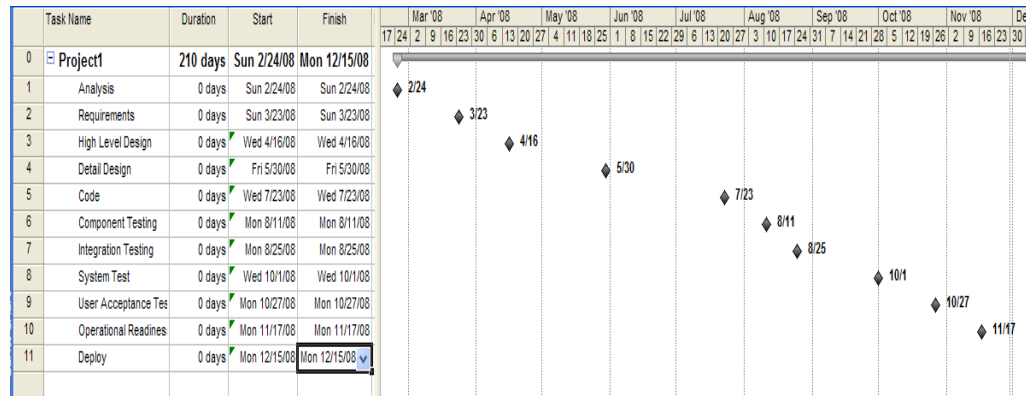 Task Name Duration Start Finish Mar '08 Apr '08 May '08 Jun '08 Jul '08 Aug '08 Sep '08 Oct '08 Nov '08 De
17 24 2 9 16 23 30 6 13 20 27 4 11 18 25 1 8 15 22 29 6 13 20 27 3 10 17 24 31 7 14 21 28 5 12 19 26 2 9 16 23 30
0 Project1 210 days Sun 2/24/08 Mon 12/15/08
1 Analysis 0 days Sun 2/24/08 Sun 2/24/08 2/24
2 Requirements 0 days Sun 3/23/08 Sun 3/23/08 3/23
3 High Level Design 0 days Wed 4/16/08 Wed 4/16/08 4/16
4 Detail Design 0 days Fri 5/30/08 Fri 5/30/08 5/30
5 Code 0 days Wed 7/23/08 Wed 7/23/08 7/23
6 Component Testing 0 days Mon 8/11/08 Mon 8/11/08 8/11
7 Integration Testing 0 days Mon 8/25/08 Mon 8/25/08 8/25
8 System Test 0 days Wed 10/1/08 Wed 10/1/08 10/1
9 User Acceptance Tes 0 days Mon 10/27/08 Mon 10/27/08 10/27
10 Operational Readines 0 days Mon 11/17/08 Mon 11/17/08 11/17
11 Deploy 0 days Mon 12/15/08 Mon 12/15/08